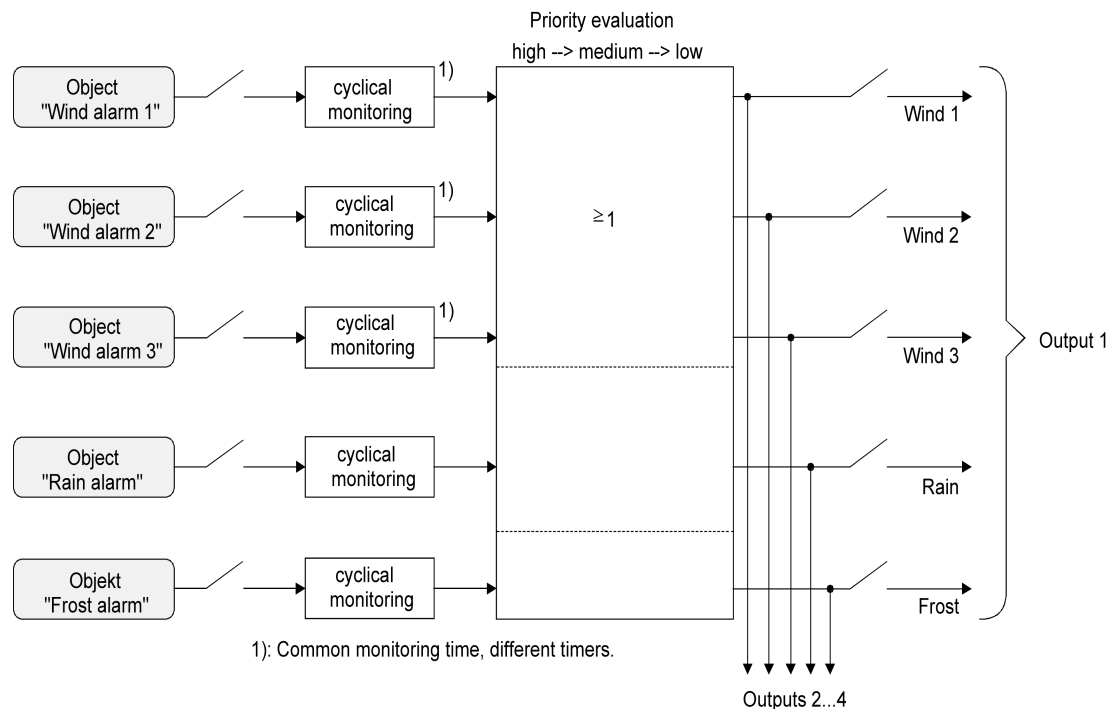 Priority evaluation
high --> medium --> low
Object
"Wind alarm 1"
cyclical
monitoring
1)
Wind 1
Object
"Wind alarm 2"
cyclical
monitoring
1)
≥1
Wind 2
Object
"Wind alarm 3"
cyclical
monitoring
1)
Wind 3
Output 1
Object
"Rain alarm"
cyclical
monitoring
Rain
Objekt
"Frost alarm"
cyclical
monitoring
Frost
1): Common monitoring time, different timers.
Outputs 2...4